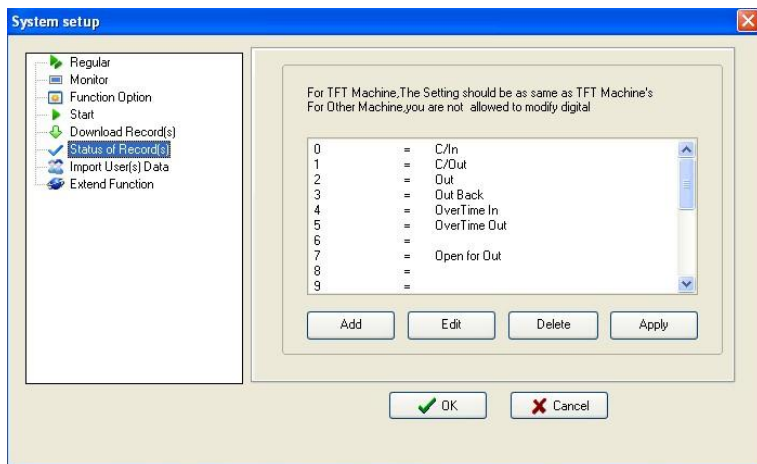 System setup
Regular
Monitor
Function Option
Start
Download Record(s)
Status of Record(s)
Import User(s) Data
Extend Function
For TFT Machine,The Setting should be as same as TFT Machine's
For Other Machine,you are not allowed to modify digital
0 = C/In
1 = C/Out
2 = Out
3 = Out Back
4 = OverTime In
5 = OverTime Out
6 =
7 = Open for Out
8 =
9 =
Add Edit Delete Apply
OK Cancel